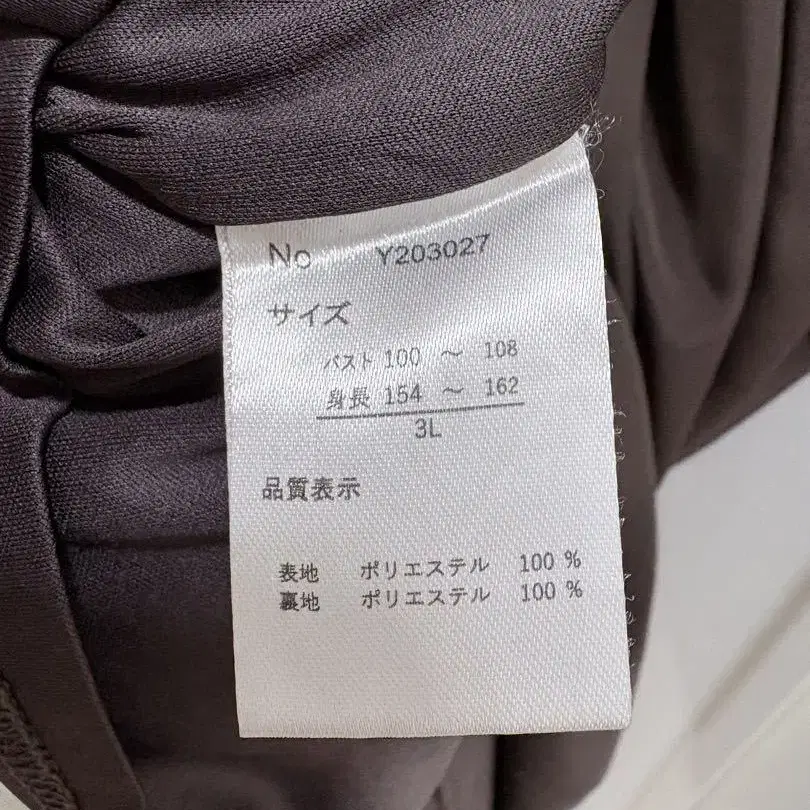 No Y203027
サイズ
バスト 100 ～ 108
身長 154 ～ 162
3L
品質表示
表地 ポリエステル 100 %
裏地 ポリエステル 100 %